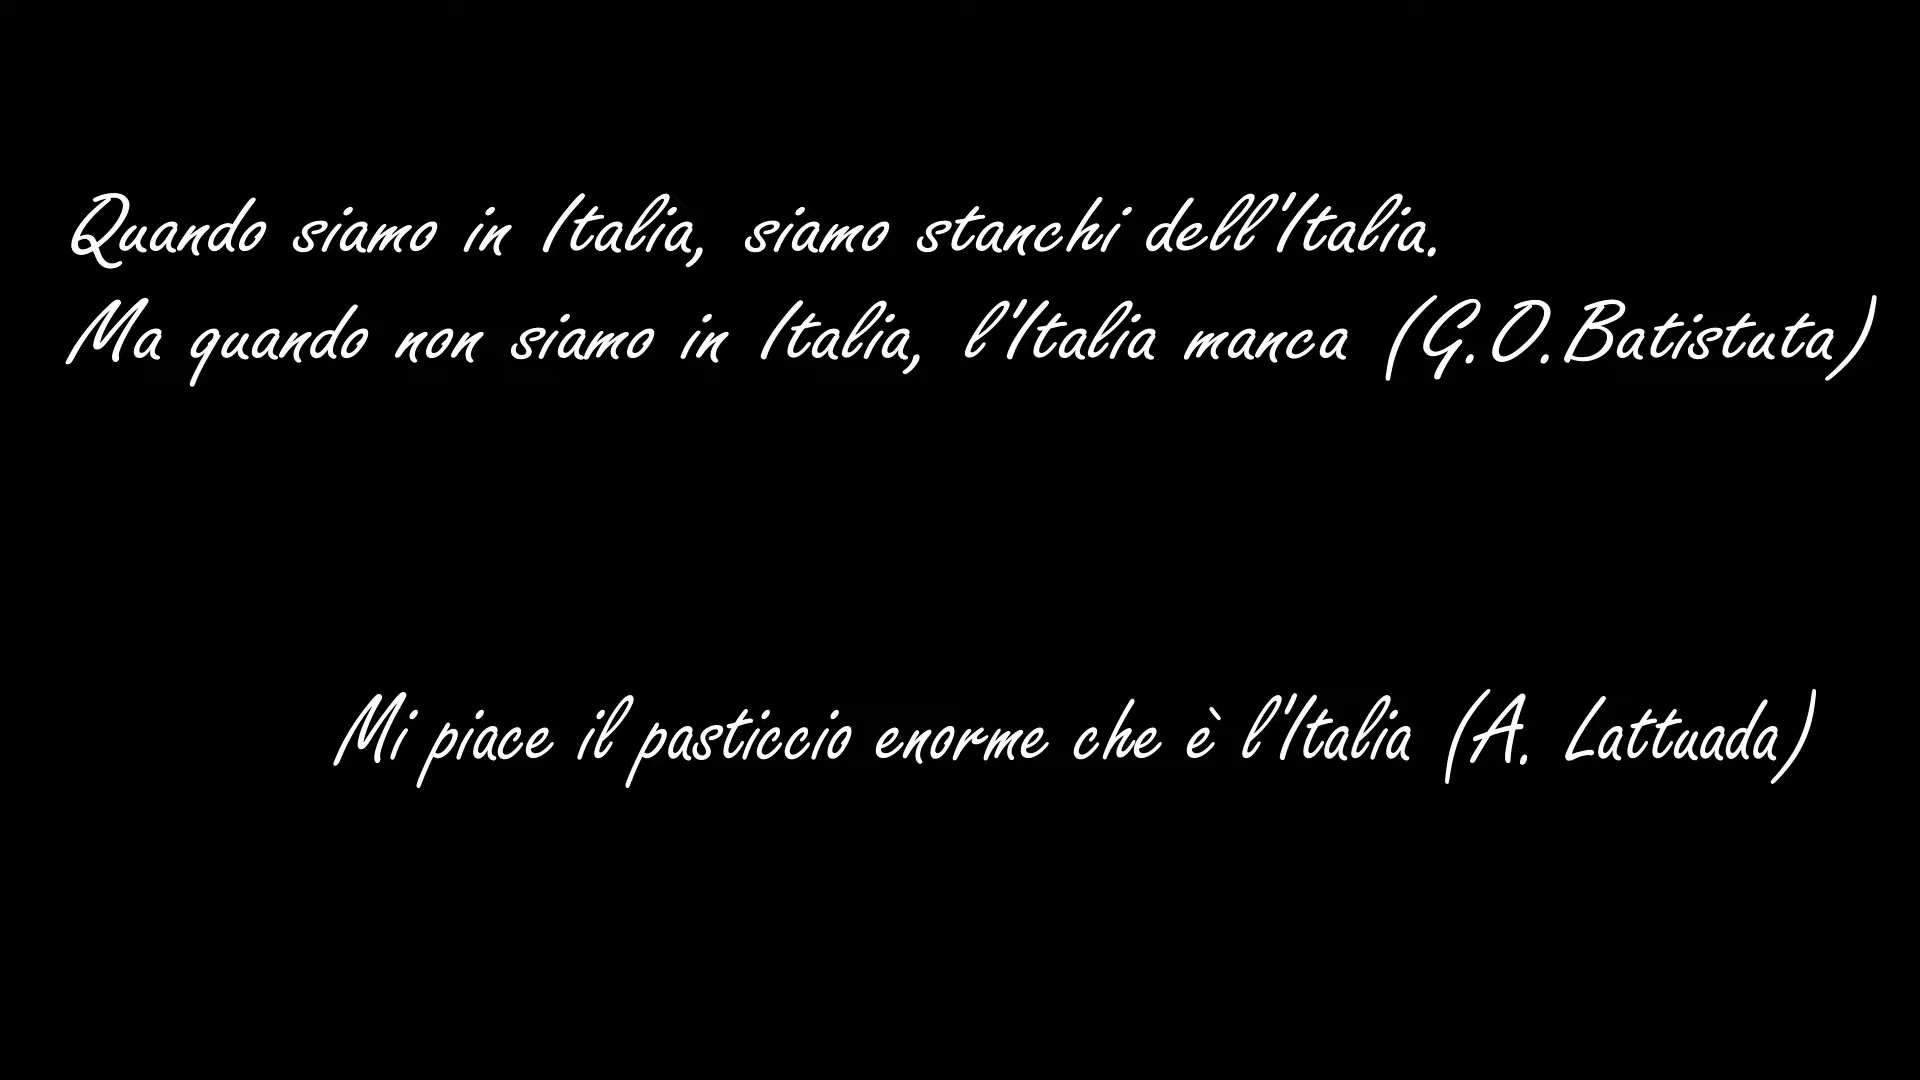 Quando siamo in Italia, siamo stanchi dell'Italia.
Ma quando non siamo in Italia, l'Italia manca (G.O.Batistuta)
Mi piace il pasticcio enorme che è l'Italia (A. Lattuada)